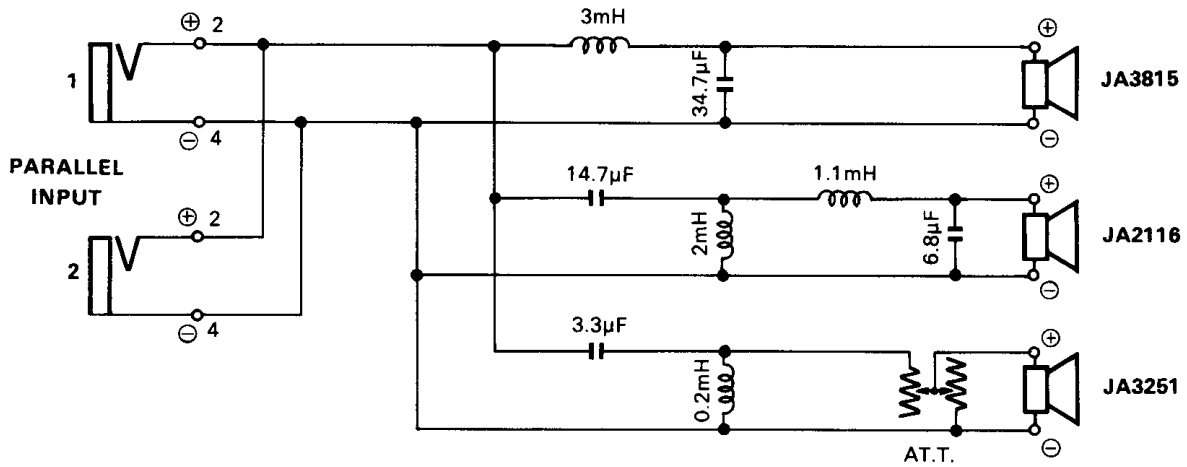 3mH
⊕ 2
⊕
1
34.7µF
JA3815
⊖ 4
⊖
PARALLEL
INPUT
14.7µF
1.1mH
⊕
⊕ 2
2mH
6.8µF
JA2116
2
⊖
⊖ 4
3.3µF
⊕
0.2mH
JA3251
AT.T.
⊖